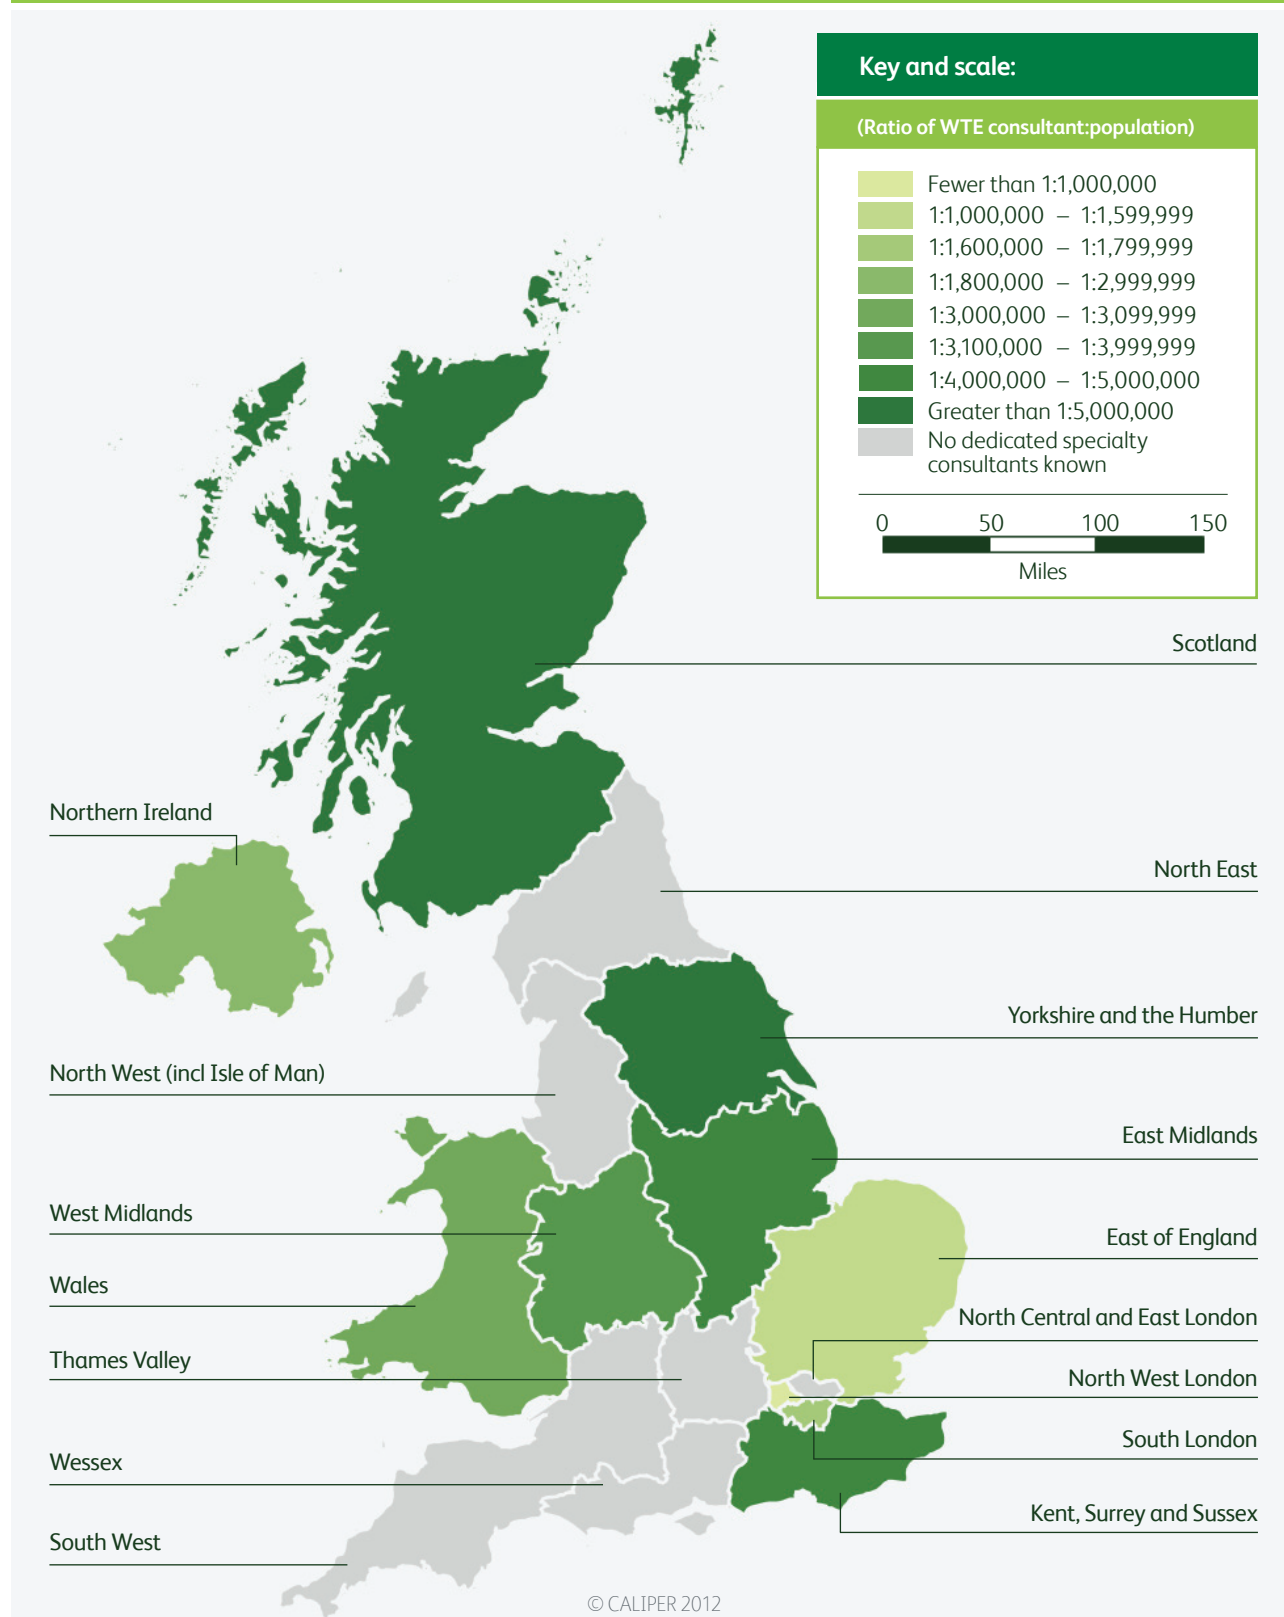 Key and scale:
(Ratio of WTE consultant:population)
Fewer than 1:1,000,000
1:1,000,000 – 1:1,599,999
1:1,600,000 – 1:1,799,999
1:1,800,000 – 1:2,999,999
1:3,000,000 – 1:3,099,999
1:3,100,000 – 1:3,999,999
1:4,000,000 – 1:5,000,000
Greater than 1:5,000,000
No dedicated specialty
consultants known
0 50 100 150
Miles
Scotland
Northern Ireland
North East
Yorkshire and the Humber
North West (incl Isle of Man)
East Midlands
West Midlands
East of England
Wales
North Central and East London
Thames Valley
North West London
South London
Wessex
Kent, Surrey and Sussex
South West
© CALIPER 2012